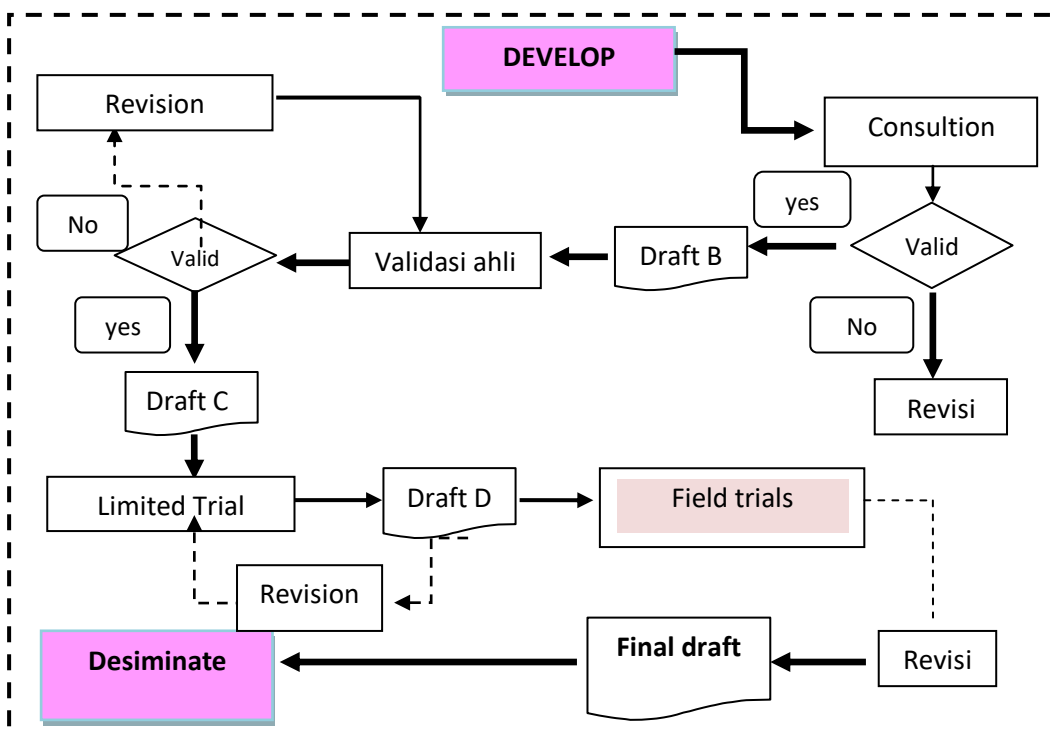 DEVELOP
Revision
Consultion
yes
No
Valid
Validasi ahli
Draft B
Valid
yes
No
Draft C
Revisi
Limited Trial
Draft D
Field trials
Revision
Desiminate
Final draft
Revisi